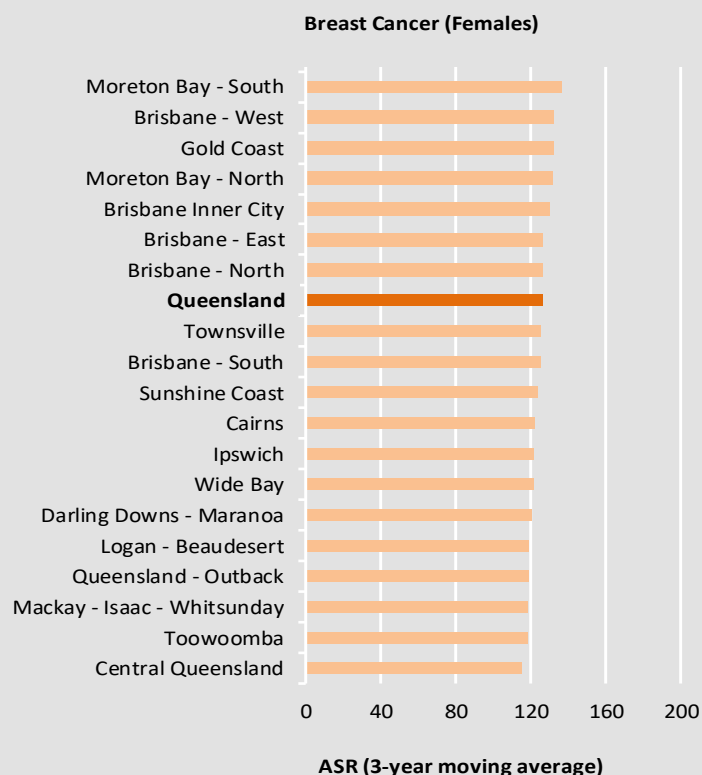 Breast Cancer (Females)
Moreton Bay - South
Brisbane - West
Gold Coast
Moreton Bay - North
Brisbane Inner City
Brisbane - East
Brisbane - North
Queensland
Townsville
Brisbane - South
Sunshine Coast
Cairns
Ipswich
Wide Bay
Darling Downs - Maranoa
Logan - Beaudesert
Queensland - Outback
Mackay - Isaac - Whitsunday
Toowoomba
Central Queensland
0 40 80 120 160 200
ASR (3-year moving average)